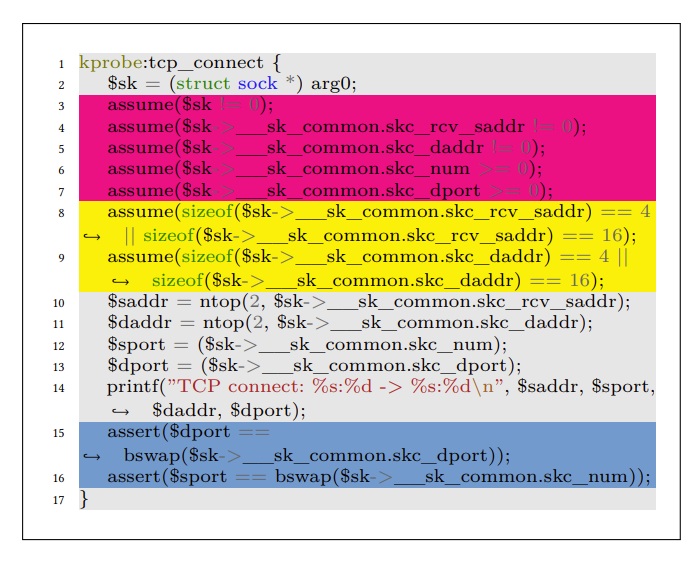 1 kprobe:tcp_connect {
2 $sk = (struct sock *) arg0;
3 assume($sk != 0);
4 assume($sk->__sk_common.skc_rcv_saddr != 0);
5 assume($sk->__sk_common.skc_daddr != 0);
6 assume($sk->__sk_common.skc_num >= 0);
7 assume($sk->__sk_common.skc_dport >= 0);
8 assume(sizeof($sk->__sk_common.skc_rcv_saddr) == 4
↪ || sizeof($sk->__sk_common.skc_rcv_saddr) == 16);
9 assume(sizeof($sk->__sk_common.skc_daddr) == 4 ||
↪ sizeof($sk->__sk_common.skc_daddr) == 16);
10 $saddr = ntop(2, $sk->__sk_common.skc_rcv_saddr);
11 $daddr = ntop(2, $sk->__sk_common.skc_daddr);
12 $sport = ($sk->__sk_common.skc_num);
13 $dport = ($sk->__sk_common.skc_dport);
14 printf("TCP connect: %s:%d -> %s:%d\n", $saddr, $sport,
↪ $daddr, $dport);
15 assert($dport ==
↪ bswap($sk->__sk_common.skc_dport));
16 assert($sport == bswap($sk->__sk_common.skc_num));
17 }